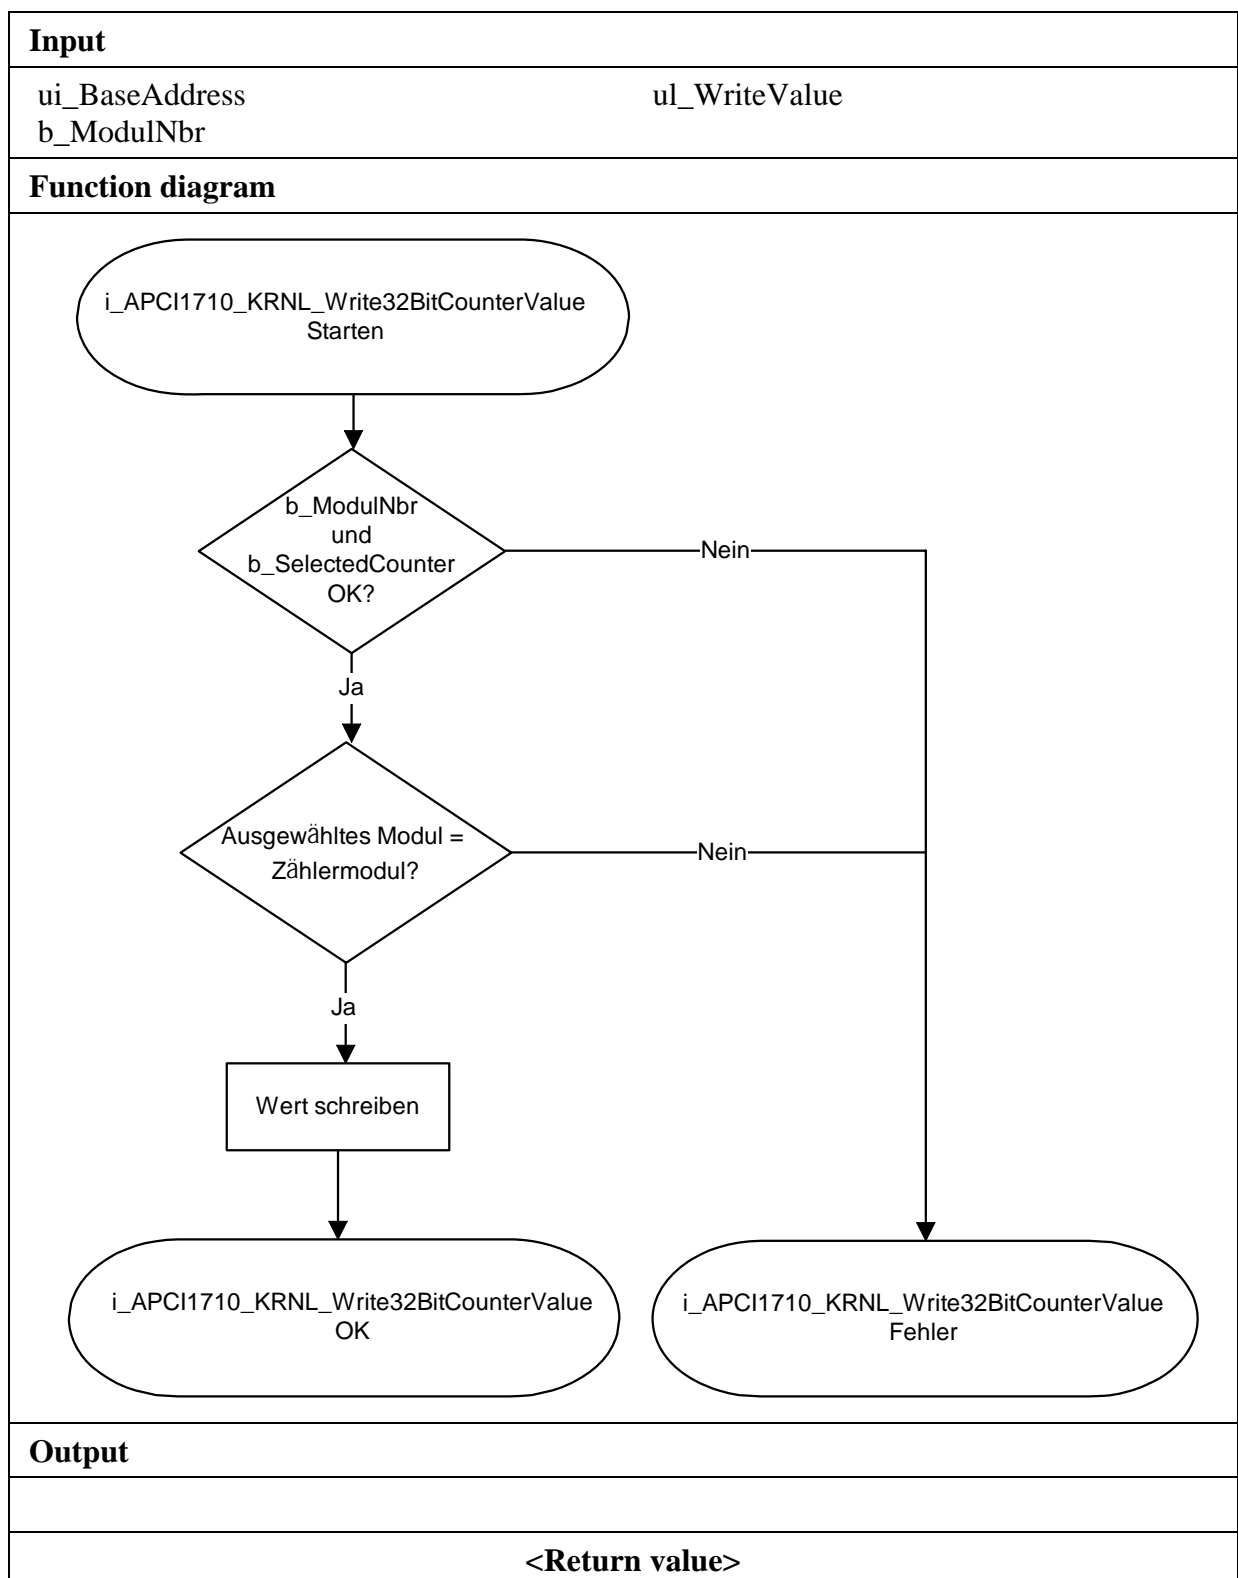 Input
ui_BaseAddress ul_WriteValue
b_ModulNbr
Function diagram
i_APCI1710_KRNL_Write32BitCounterValue
Starten
b_ModulNbr
und
b_SelectedCounter
OK?
Nein
Ja
Ausgewähltes Modul =
Zählermodul?
Nein
Ja
Wert schreiben
i_APCI1710_KRNL_Write32BitCounterValue
OK
i_APCI1710_KRNL_Write32BitCounterValue
Fehler
Output
<Return value>